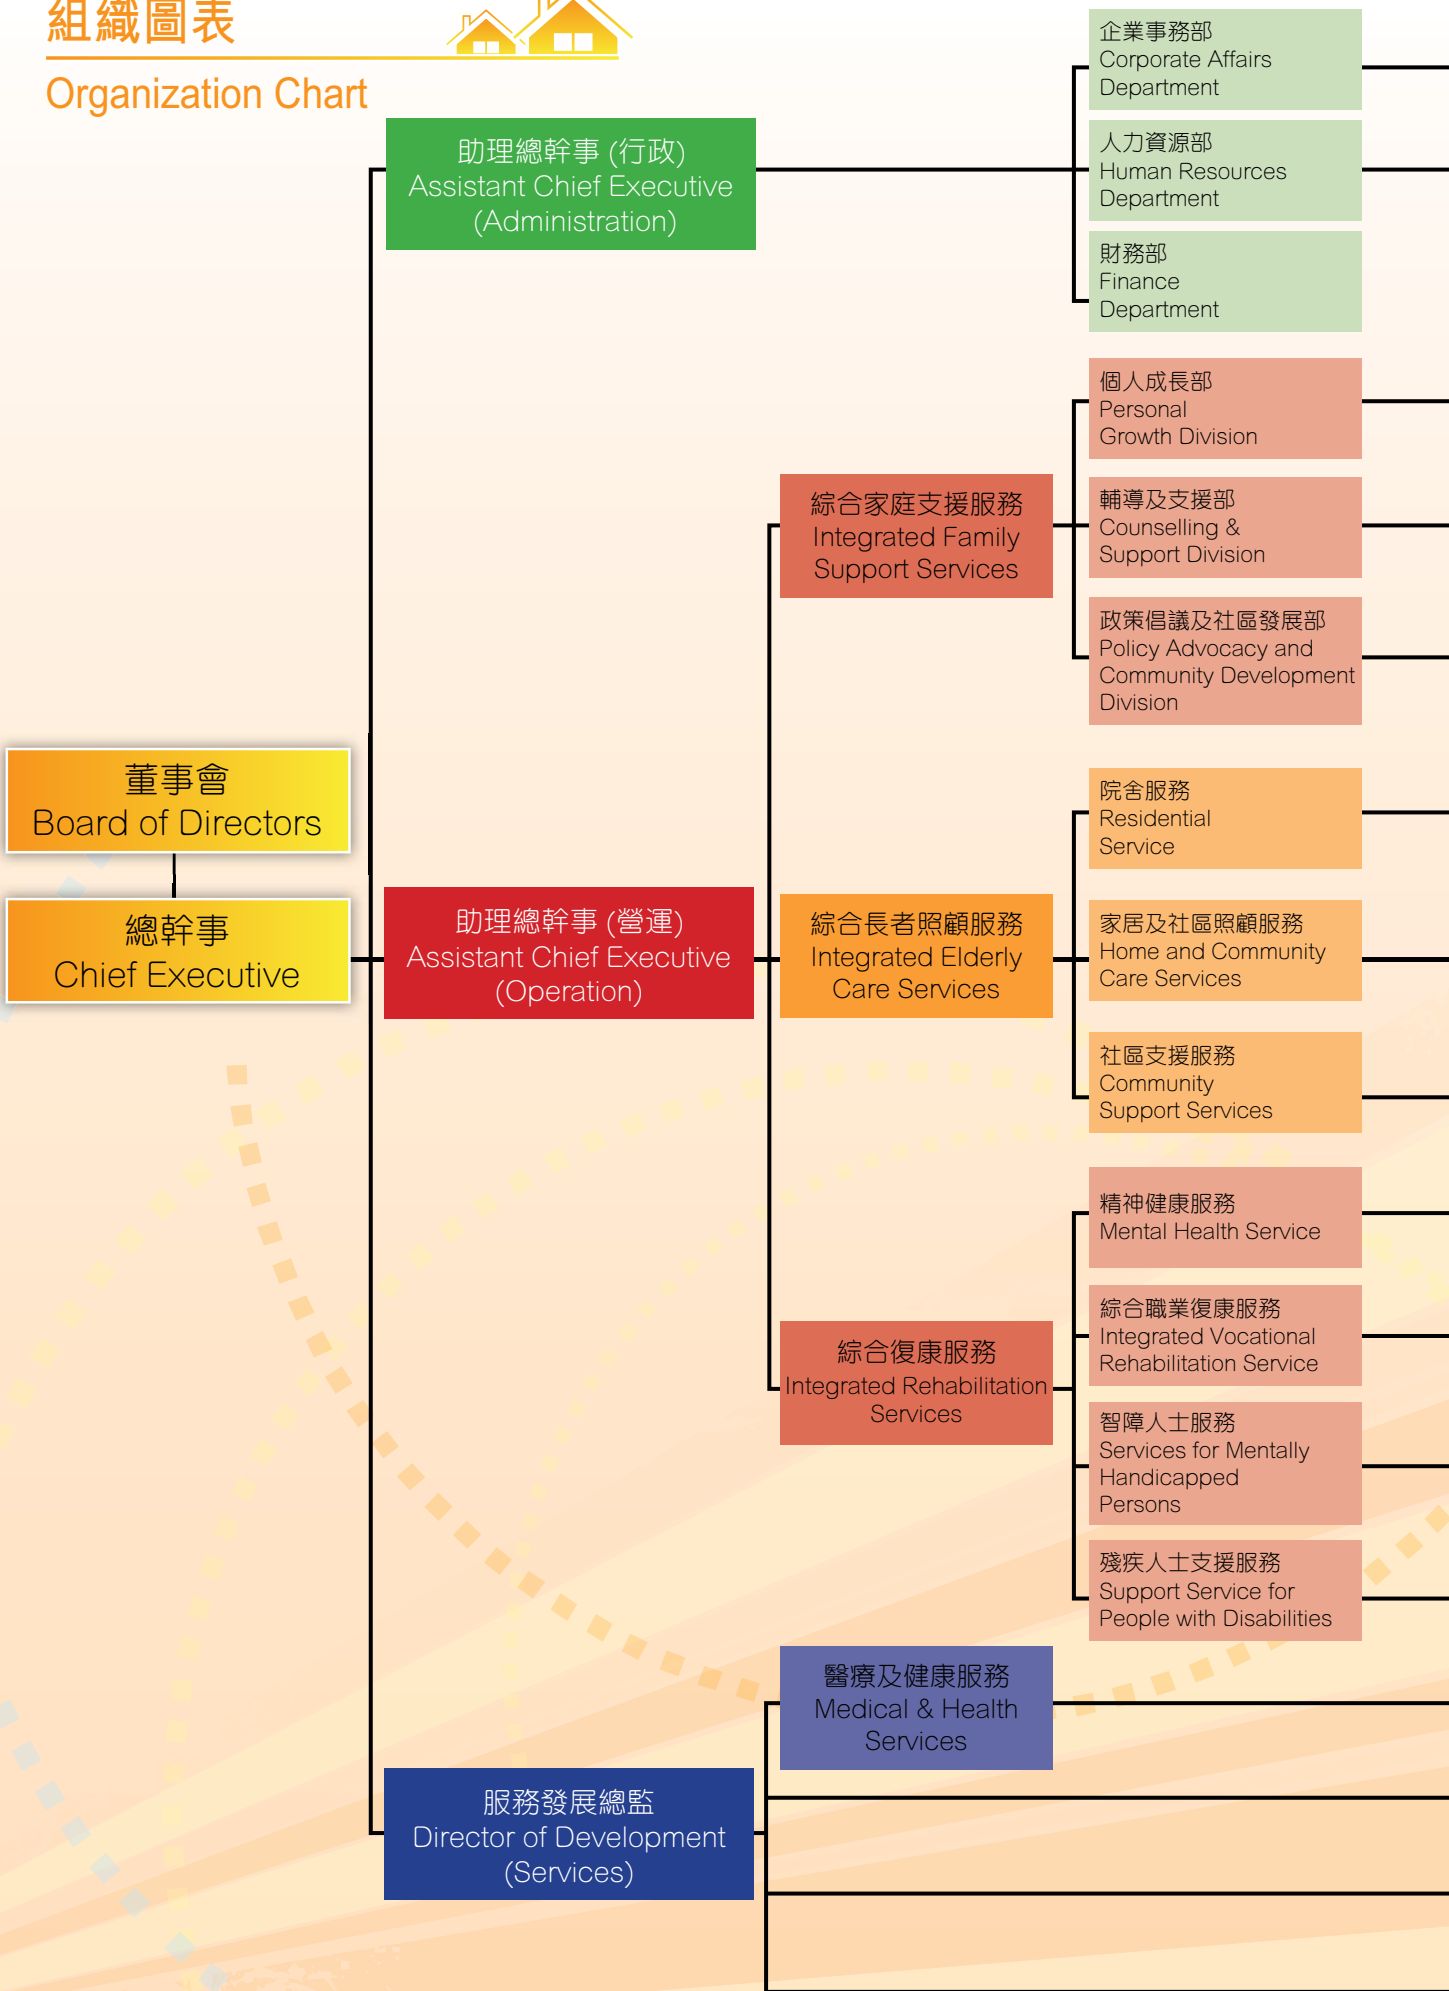 組織圖表
Organization Chart
企業事務部
Corporate Affairs
Department
助理總幹事 (行政)
Assistant Chief Executive
(Administration)
人力資源部
Human Resources
Department
財務部
Finance
Department
個人成長部
Personal
Growth Division
綜合家庭支援服務
Integrated Family
Support Services
輔導及支援部
Counselling &
Support Division
政策倡議及社區發展部
Policy Advocacy and
Community Development
Division
董事會
Board of Directors
總幹事
Chief Executive
助理總幹事 (營運)
Assistant Chief Executive
(Operation)
院舍服務
Residential
Service
綜合長者照顧服務
Integrated Elderly
Care Services
家居及社區照顧服務
Home and Community
Care Services
社區支援服務
Community
Support Services
精神健康服務
Mental Health Service
綜合職業復康服務
Integrated Vocational
Rehabilitation Service
綜合復康服務
Integrated Rehabilitation
Services
智障人士服務
Services for Mentally
Handicapped
Persons
殘疾人士支援服務
Support Service for
People with Disabilities
醫療及健康服務
Medical & Health
Services
服務發展總監
Director of Development
(Services)